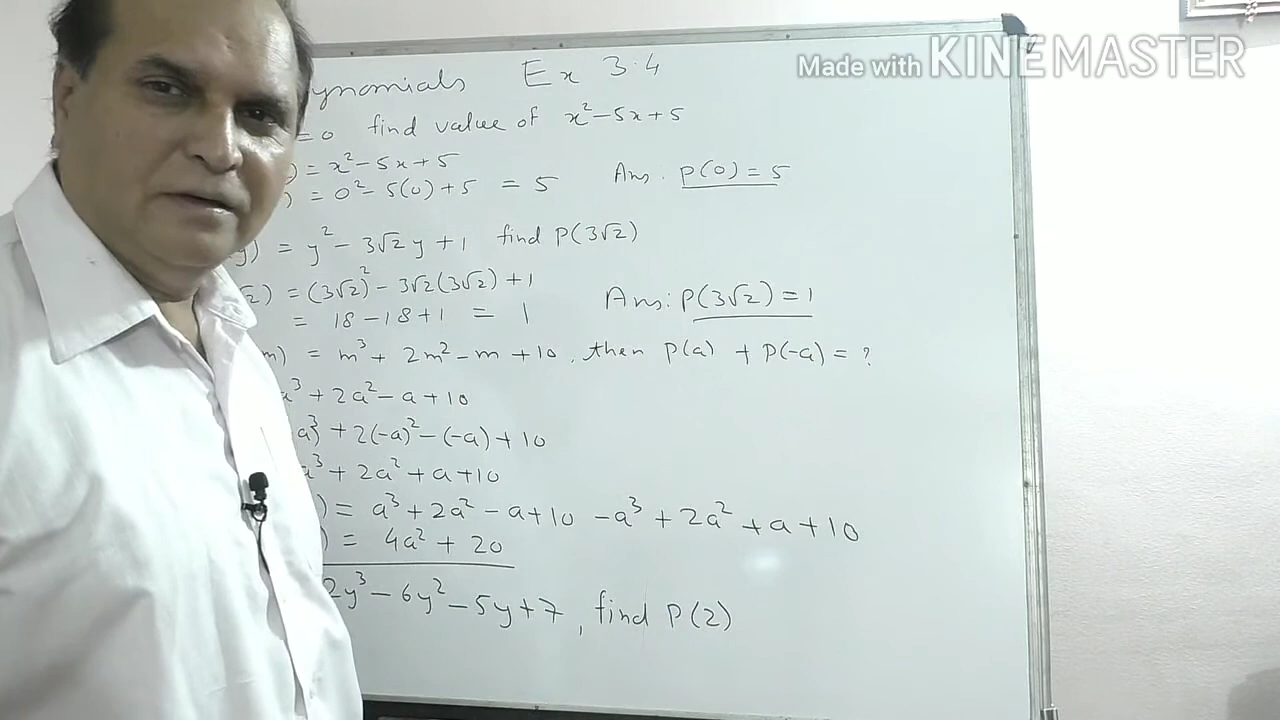 Made with KINEMASTER
ynomials Ex 3.4
=0 find value of x²-5x+5
) = x²-5x+5
) = 0²-5(0)+5 = 5 Ans: p(0)=5
y) = y²-3√2y+1 find P(3√2)
√2) = (3√2)²-3√2(3√2)+1
= 18-18+1 = 1 Ans: P(3√2)=1
m) = m³+2m²-m+10, then P(a) + P(-a) = ?
a³+2a²-a+10
a)³+2(-a)²-(-a)+10
a³+2a²+a+10
) = a³+2a²-a+10-a³+2a²+a+10
) = 4a²+20
2y³-6y²-5y+7, find P(2)